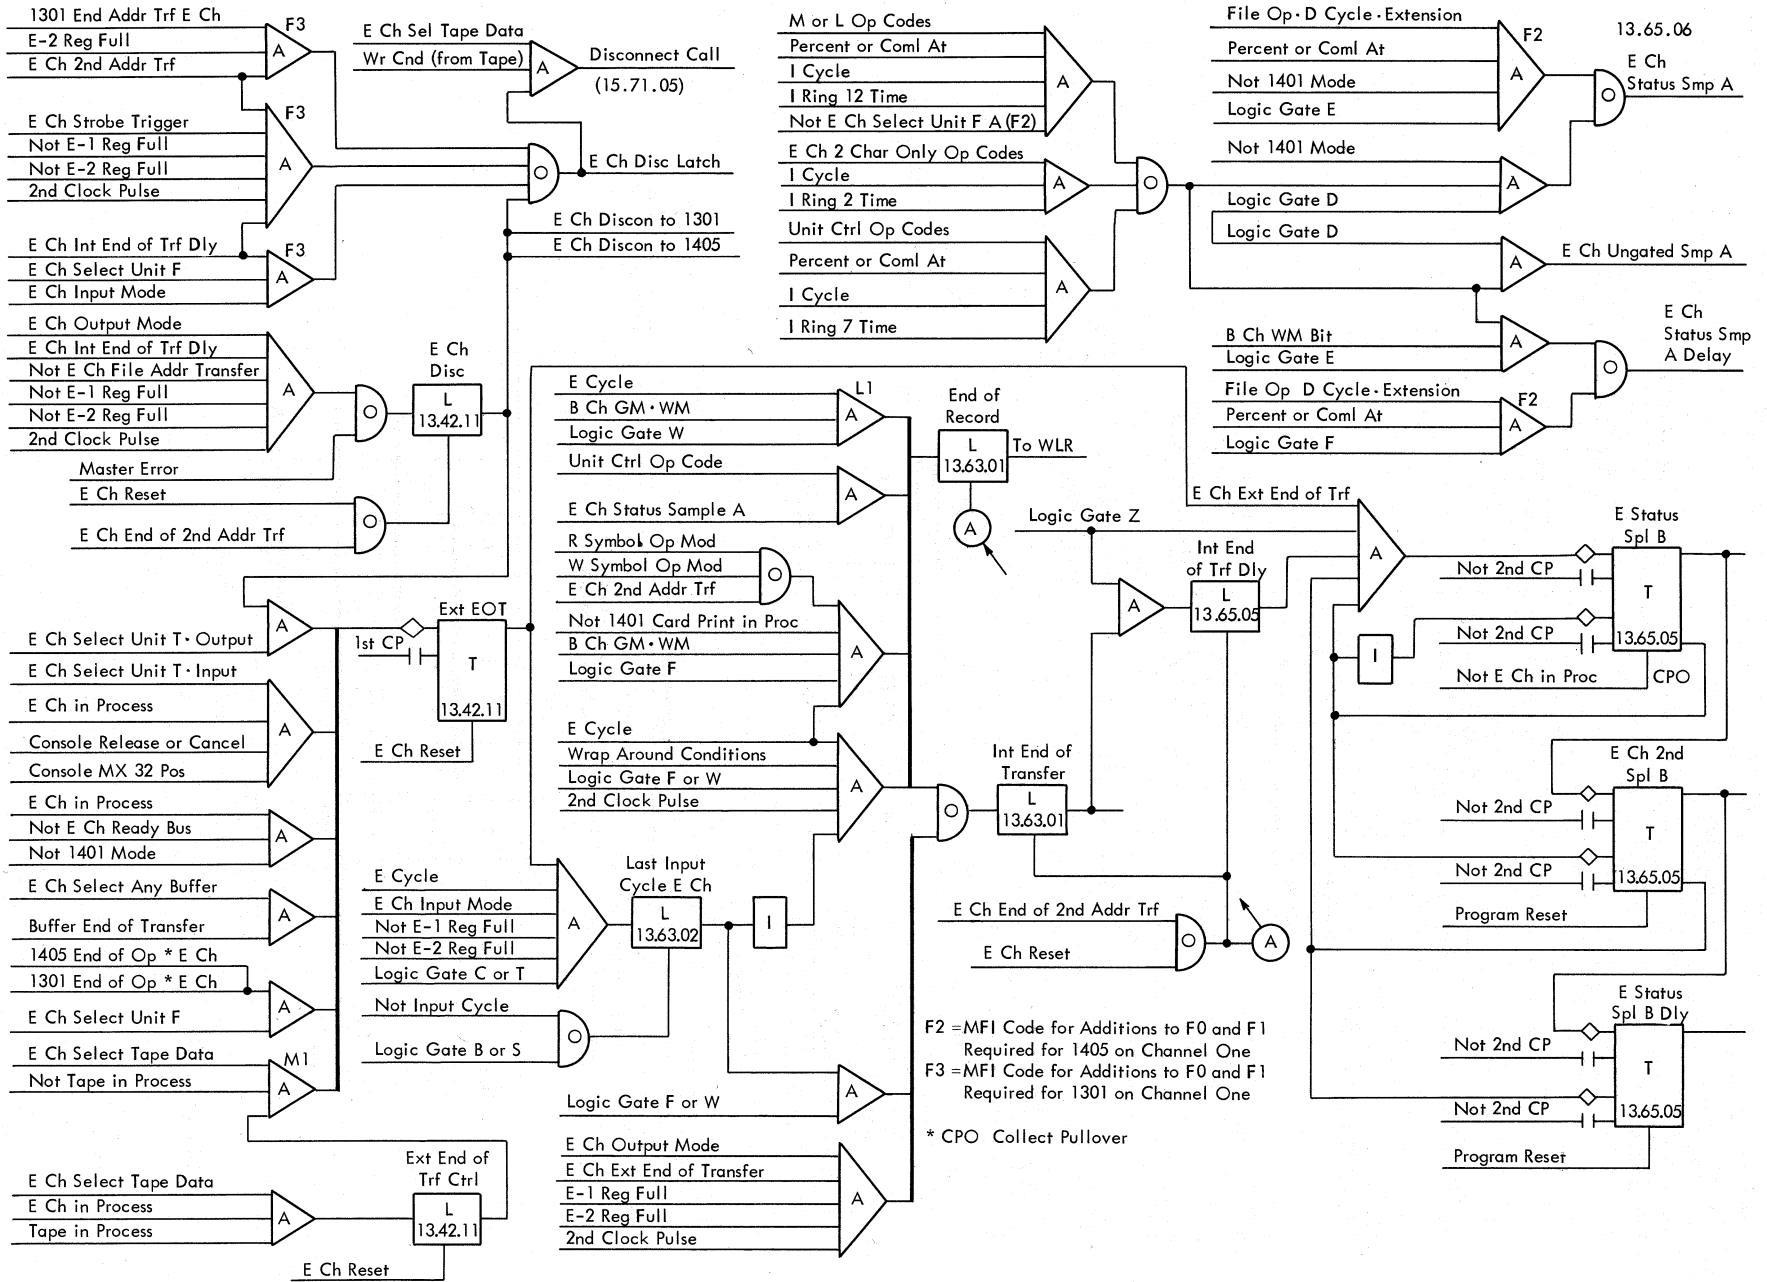 1301 End Addr Trf E Ch
E-2 Reg Full
E Ch 2nd Addr Trf
F3
A
E Ch Strobe Trigger
Not E-1 Reg Full
Not E-2 Reg Full
2nd Clock Pulse
F3
A
E Ch Int End of Trf Dly
E Ch Select Unit F
E Ch Input Mode
F3
A
E Ch Sel Tape Data
Wr Cnd (from Tape)
A
Disconnect Call
(15.71.05)
O
E Ch Disc Latch
E Ch Discon to 1301
E Ch Discon to 1405
E Ch Output Mode
E Ch Int End of Trf Dly
Not E Ch File Addr Transfer
Not E-1 Reg Full
Not E-2 Reg Full
2nd Clock Pulse
A
Master Error
O
E Ch
Disc
L
13.42.11
E Ch Reset
E Ch End of 2nd Addr Trf
O
M or L Op Codes
Percent or Coml At
I Cycle
I Ring 12 Time
Not E Ch Select Unit F A (F2)
A
E Ch 2 Char Only Op Codes
I Cycle
I Ring 2 Time
A
Unit Ctrl Op Codes
Percent or Coml At
I Cycle
I Ring 7 Time
A
O
File Op · D Cycle · Extension
Percent or Coml At
Not 1401 Mode
Logic Gate E
F2
A
13.65.06
E Ch
Status Smp A
O
Not 1401 Mode
Logic Gate D
A
Logic Gate D
A
E Ch Ungated Smp A
B Ch WM Bit
Logic Gate E
A
E Ch
Status Smp
A Delay
O
File Op D Cycle · Extension
Percent or Coml At
Logic Gate F
F2
A
E Ch Select Unit T · Output
A
E Ch Select Unit T · Input
E Ch in Process
Console Release or Cancel
Console MX 32 Pos
A
E Ch in Process
Not E Ch Ready Bus
Not 1401 Mode
A
E Ch Select Any Buffer
Buffer End of Transfer
A
1405 End of Op * E Ch
1301 End of Op * E Ch
E Ch Select Unit F
A
E Ch Select Tape Data
Not Tape in Process
M1
A
E Ch Select Tape Data
E Ch in Process
Tape in Process
A
Ext End of
Trf Ctrl
L
13.42.11
E Ch Reset
1st CP
Ext EOT
T
13.42.11
E Ch Reset
E Cycle
B Ch GM · WM
Logic Gate W
L1
A
Unit Ctrl Op Code
E Ch Status Sample A
A
R Symbol Op Mod
W Symbol Op Mod
E Ch 2nd Addr Trf
O
Not 1401 Card Print in Proc
B Ch GM · WM
Logic Gate F
A
E Cycle
Wrap Around Conditions
Logic Gate F or W
2nd Clock Pulse
A
End of
Record
L
13.63.01
To WLR
A
E Cycle
E Ch Input Mode
Not E-1 Reg Full
Not E-2 Reg Full
Logic Gate C or T
A
Last Input
Cycle E Ch
L
13.63.02
I
Not Input Cycle
Logic Gate B or S
O
Logic Gate F or W
A
E Ch Output Mode
E Ch Ext End of Transfer
E-1 Reg Full
E-2 Reg Full
2nd Clock Pulse
A
O
Int End of
Transfer
L
13.63.01
E Ch End of 2nd Addr Trf
E Ch Reset
O
A
Logic Gate Z
A
Int End
of Trf Dly
L
13.65.05
E Ch Ext End of Trf
A
I
E Status
Spl B
Not 2nd CP
Not 2nd CP
T
13.65.05
Not E Ch in Proc
CPO
E Ch 2nd
Spl B
Not 2nd CP
Not 2nd CP
T
13.65.05
Program Reset
E Status
Spl B Dly
Not 2nd CP
Not 2nd CP
T
13.65.05
Program Reset
F2 =MFI Code for Additions to F0 and F1
Required for 1405 on Channel One
F3 =MFI Code for Additions to F0 and F1
Required for 1301 on Channel One
* CPO Collect Pullover